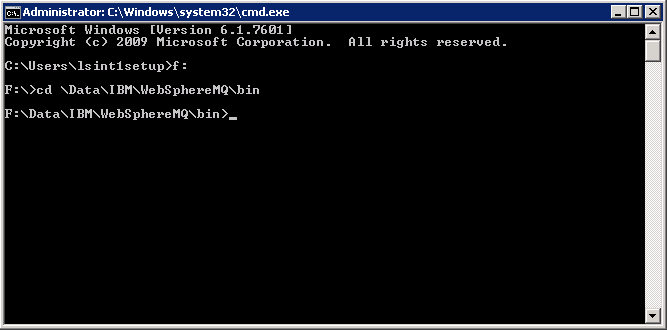 Administrator: C:\Windows\system32\cmd.exe
Microsoft Windows [Version 6.1.7601]
Copyright (c) 2009 Microsoft Corporation.  All rights reserved.
C:\Users\lsint1setup>f:
F:\>cd \Data\IBM\WebSphereMQ\bin
F:\Data\IBM\WebSphereMQ\bin>_